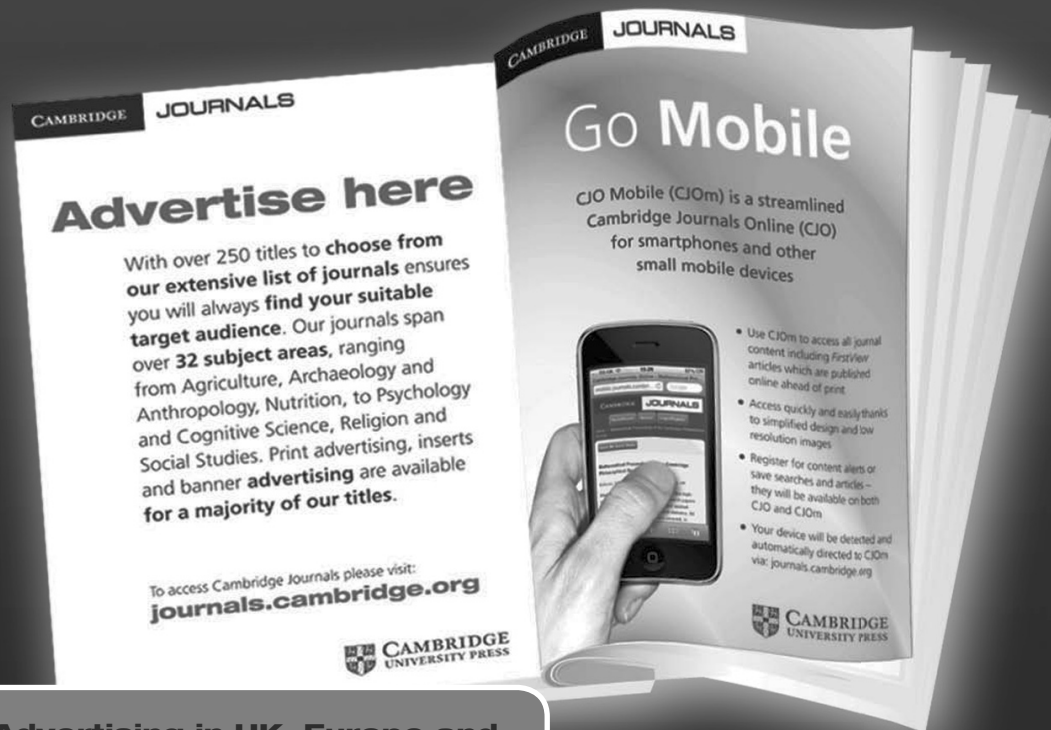 CAMBRIDGE JOURNALS
Advertise here
With over 250 titles to choose from
our extensive list of journals ensures
you will always find your suitable
target audience. Our journals span
over 32 subject areas, ranging
from Agriculture, Archaeology and
Anthropology, Nutrition, to Psychology
and Cognitive Science, Religion and
Social Studies. Print advertising, inserts
and banner advertising are available
for a majority of our titles.
To access Cambridge Journals please visit:
journals.cambridge.org
CAMBRIDGE
UNIVERSITY PRESS
CAMBRIDGE JOURNALS
Go Mobile
CJO Mobile (CJOm) is a streamlined
Cambridge Journals Online (CJO)
for smartphones and other
small mobile devices
CAMBRIDGE JOURNALS
• Use CJOm to access all journal
content including FirstView
articles which are published
online ahead of print
• Access quickly and easily thanks
to simplified design and low
resolution images
• Register for content alerts or
save searches and articles –
they will be available on both
CJO and CJOm
• Your device will be detected and
automatically directed to CJOm
via: journals.cambridge.org
CAMBRIDGE
UNIVERSITY PRESS
Advertising in UK, Europe and